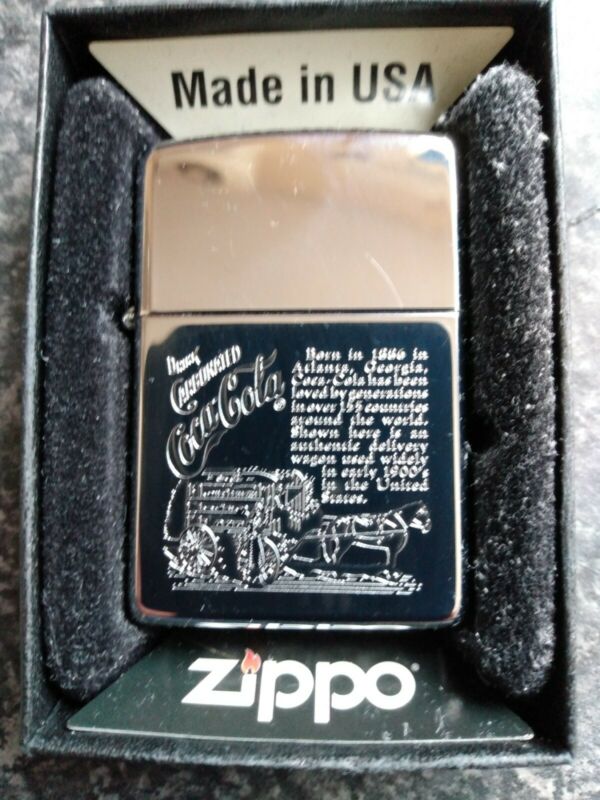 Made in USA
Drink
Carbonated
Coca-Cola
Born in 1886 in
Atlanta, Georgia,
Coca-Cola has been
loved by generations
in over 155 countries
around the world.
Shown here is an
authentic delivery
wagon used widely
in early 1900's
in the United
States.
zippo